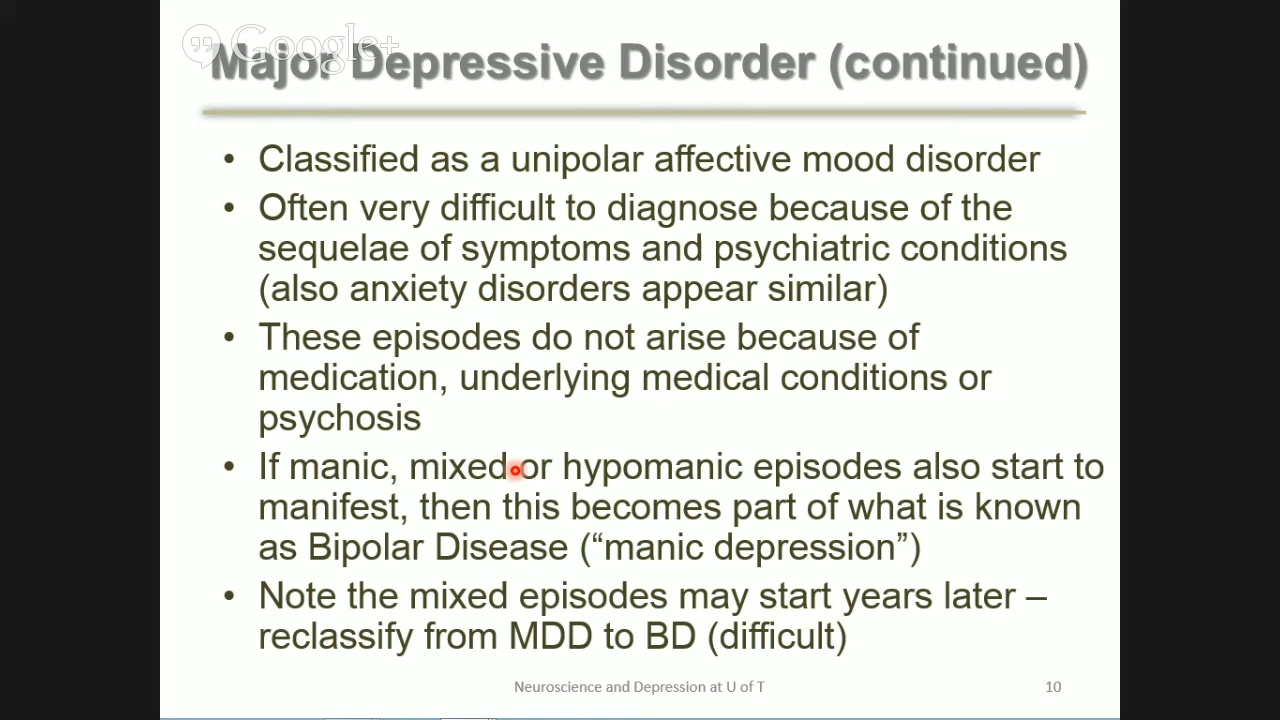 Google+
Major Depressive Disorder (continued)
• Classified as a unipolar affective mood disorder
• Often very difficult to diagnose because of the
sequelae of symptoms and psychiatric conditions
(also anxiety disorders appear similar)
• These episodes do not arise because of
medication, underlying medical conditions or
psychosis
• If manic, mixed or hypomanic episodes also start to
manifest, then this becomes part of what is known
as Bipolar Disease (“manic depression”)
• Note the mixed episodes may start years later –
reclassify from MDD to BD (difficult)
Neuroscience and Depression at U of T
10